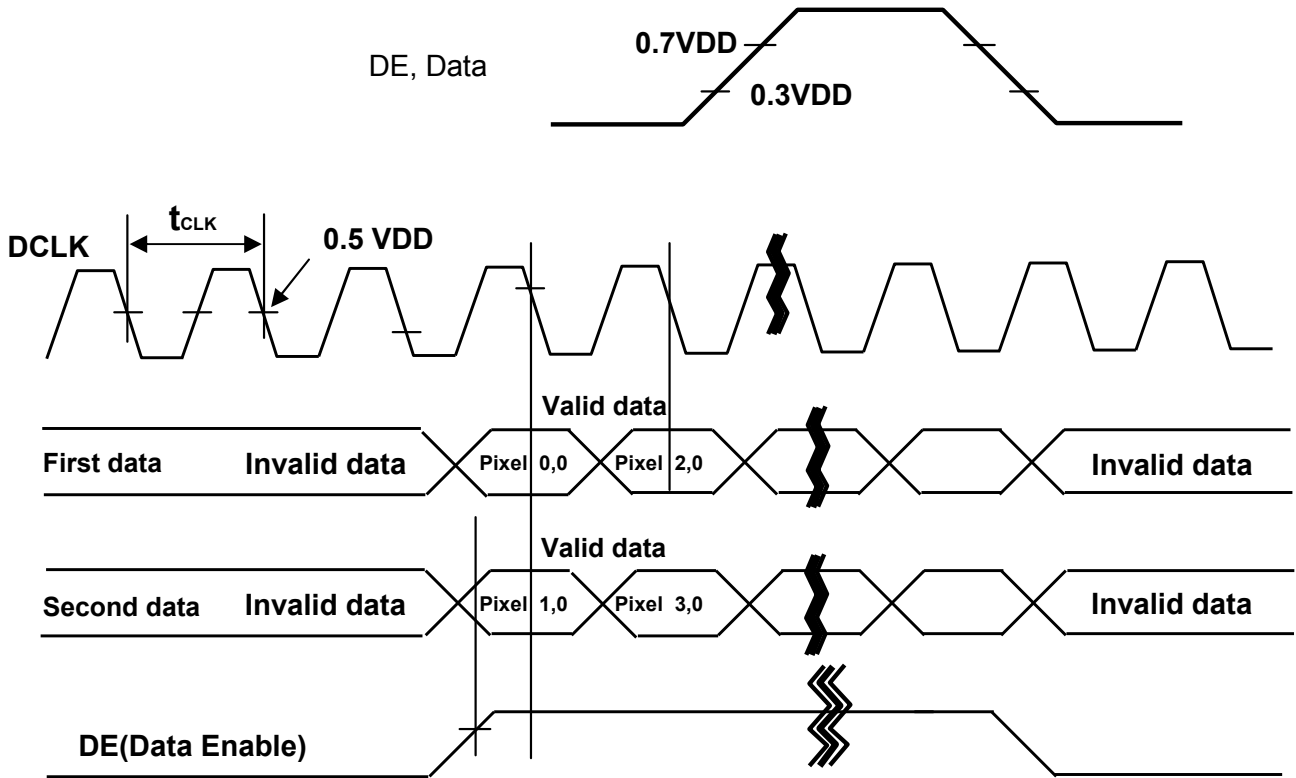 0.7VDD
DE, Data
0.3VDD
tCLK
DCLK
0.5 VDD
Valid data
First data Invalid data Pixel 0,0 Pixel 2,0 Invalid data
Valid data
Second data Invalid data Pixel 1,0 Pixel 3,0 Invalid data
DE(Data Enable)